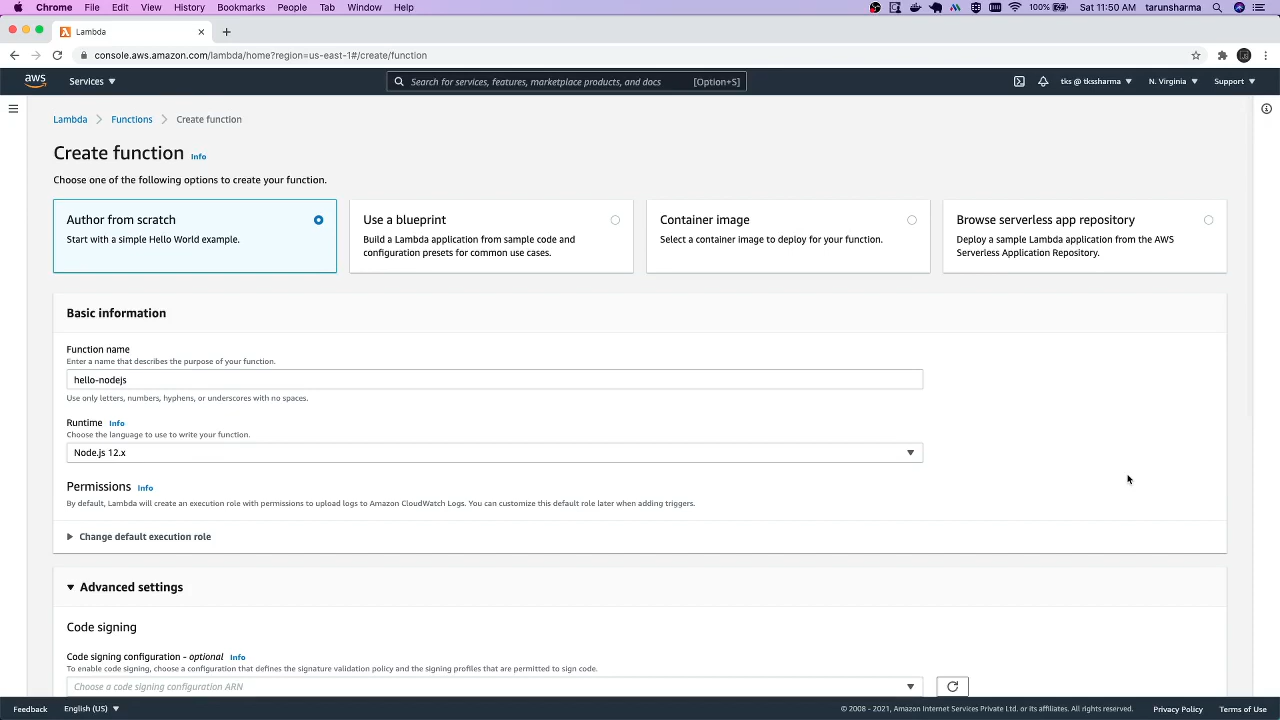 Chrome File Edit View History Bookmarks People Tab Window Help 100% Sat 11:50 AM tarunsharma
Lambda
console.aws.amazon.com/lambda/home?region=us-east-1#/create/function
aws Services Search for services, features, marketplace products, and docs [Option+S] tks @ tkssharma N. Virginia Support
Lambda Functions Create function
Create function Info
Choose one of the following options to create your function.
Author from scratch
Start with a simple Hello World example.
Use a blueprint
Build a Lambda application from sample code and
configuration presets for common use cases.
Container image
Select a container image to deploy for your function.
Browse serverless app repository
Deploy a sample Lambda application from the AWS
Serverless Application Repository.
Basic information
Function name
Enter a name that describes the purpose of your function.
hello-nodejs
Use only letters, numbers, hyphens, or underscores with no spaces.
Runtime Info
Choose the language to use to write your function.
Node.js 12.x
Permissions Info
By default, Lambda will create an execution role with permissions to upload logs to Amazon CloudWatch Logs. You can customize this default role later when adding triggers.
Change default execution role
Advanced settings
Code signing
Code signing configuration - optional Info
To enable code signing, choose a configuration that defines the signature validation policy and the signing profiles that are permitted to sign code.
Choose a code signing configuration ARN
Feedback English (US) © 2008 - 2021, Amazon Internet Services Private Ltd. or its affiliates. All rights reserved. Privacy Policy Terms of Use